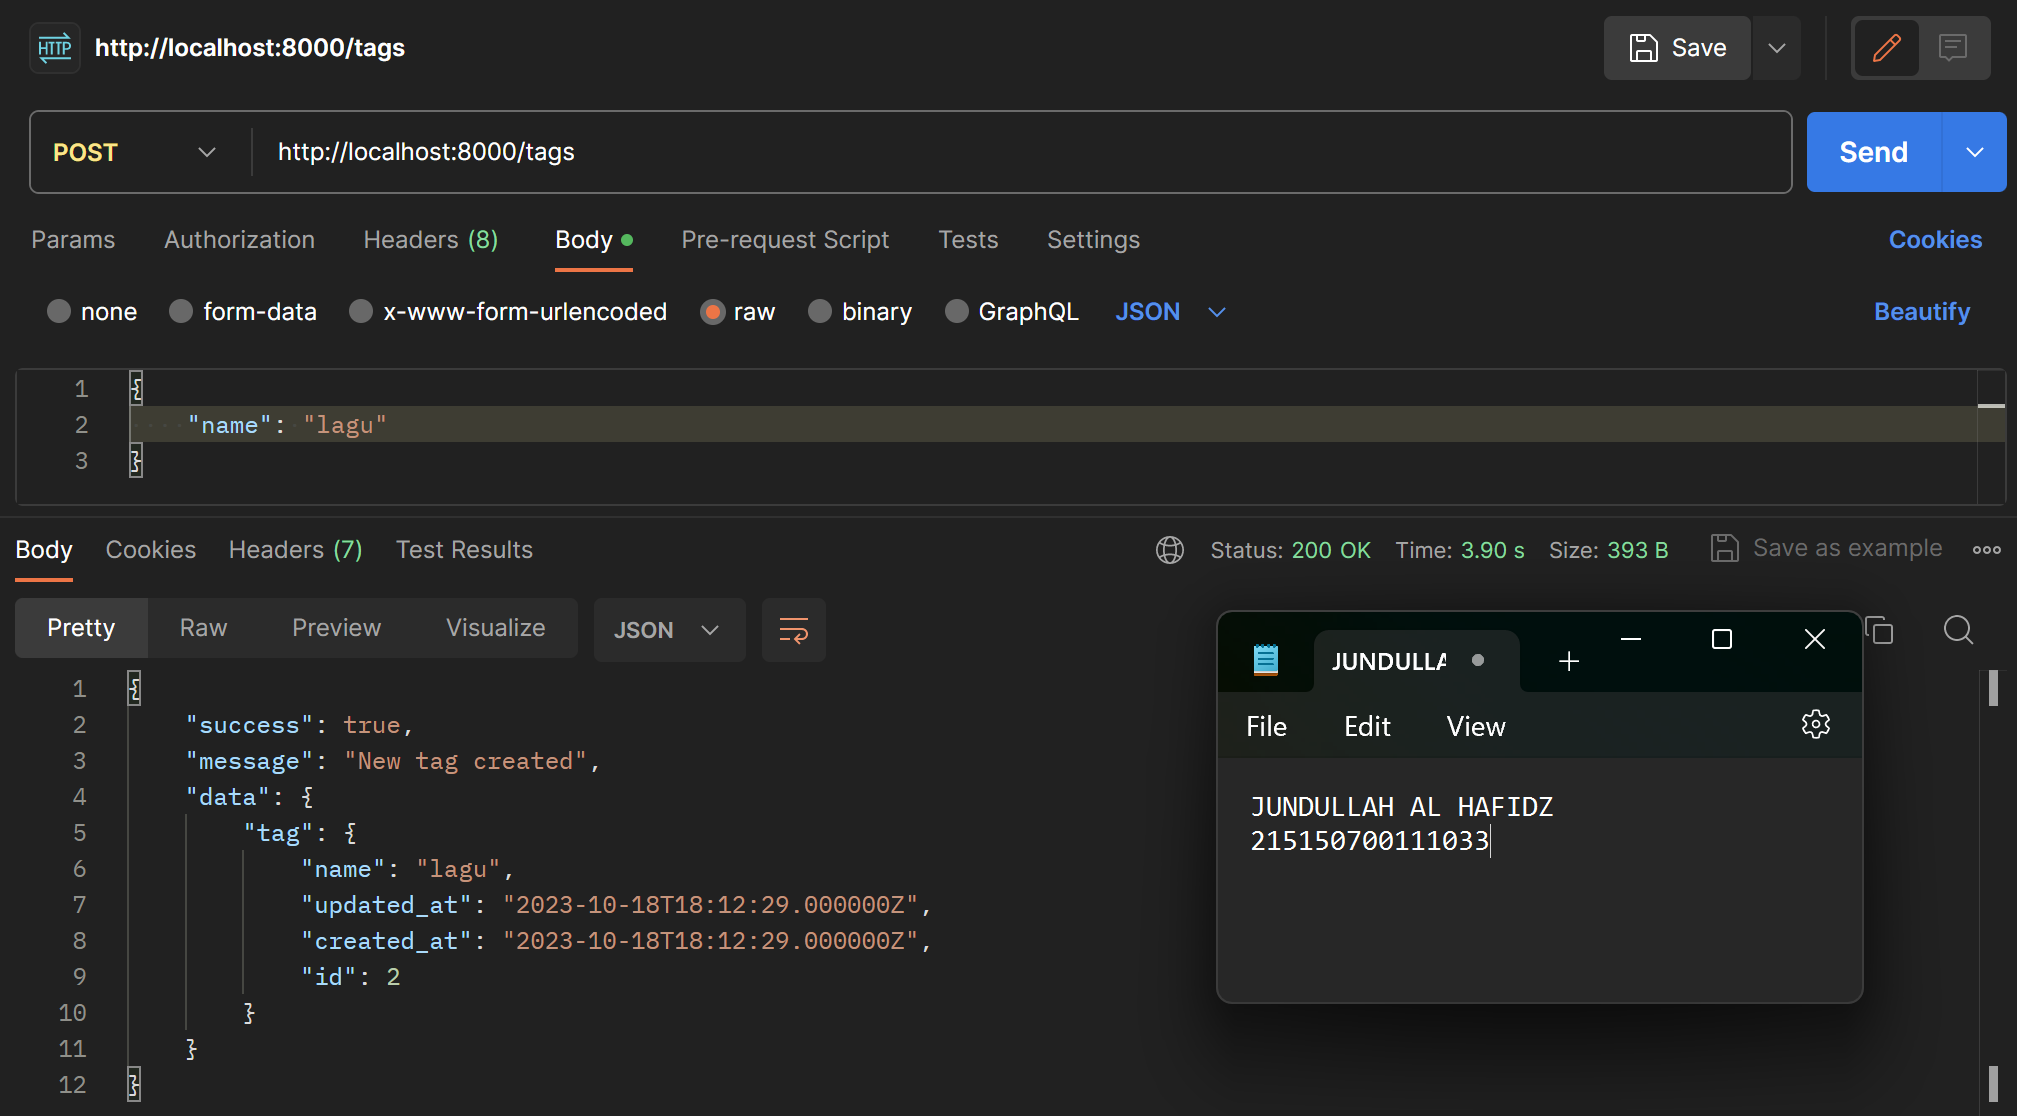 HTTP http://localhost:8000/tags Save
POST http://localhost:8000/tags Send
Params Authorization Headers (8) Body Pre-request Script Tests Settings Cookies
none form-data x-www-form-urlencoded raw binary GraphQL JSON Beautify
1 {
2 "name": "lagu"
3 }
Body Cookies Headers (7) Test Results Status: 200 OK Time: 3.90 s Size: 393 B Save as example
Pretty Raw Preview Visualize JSON
1 {
2 "success": true,
3 "message": "New tag created",
4 "data": {
5 "tag": {
6 "name": "lagu",
7 "updated_at": "2023-10-18T18:12:29.000000Z",
8 "created_at": "2023-10-18T18:12:29.000000Z",
9 "id": 2
10 }
11 }
12 }
JUNDULLA
File Edit View
JUNDULLAH AL HAFIDZ
215150700111033